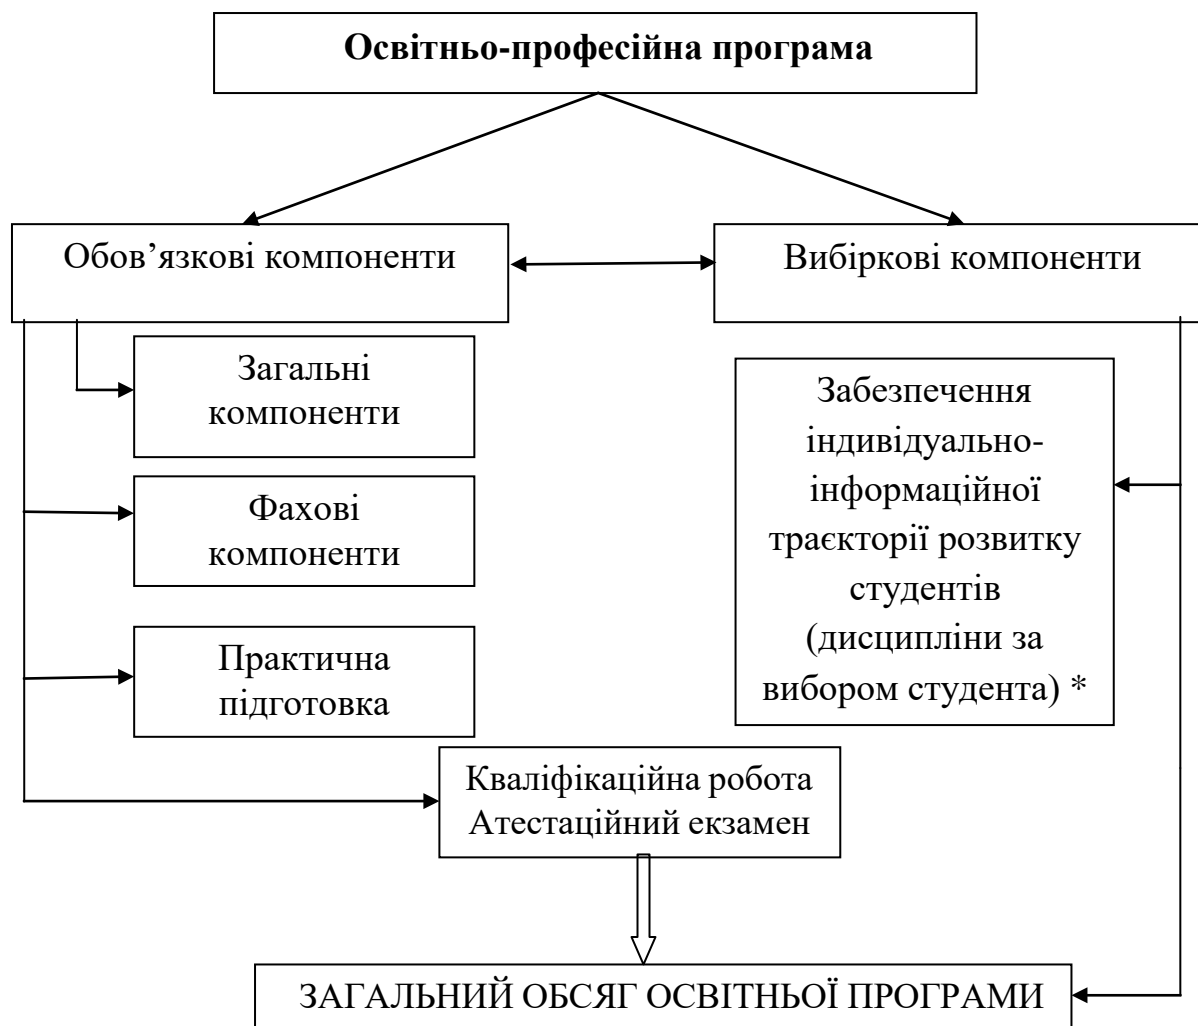 Освітньо-професійна програма
Обов’язкові компоненти
Вибіркові компоненти
Загальні
компоненти
Фахові
компоненти
Практична
підготовка
Забезпечення
індивідуально-
інформаційної
траєкторії розвитку
студентів
(дисципліни за
вибором студента) *
Кваліфікаційна робота
Атестаційний екзамен
ЗАГАЛЬНИЙ ОБСЯГ ОСВІТНЬОЇ ПРОГРАМИ